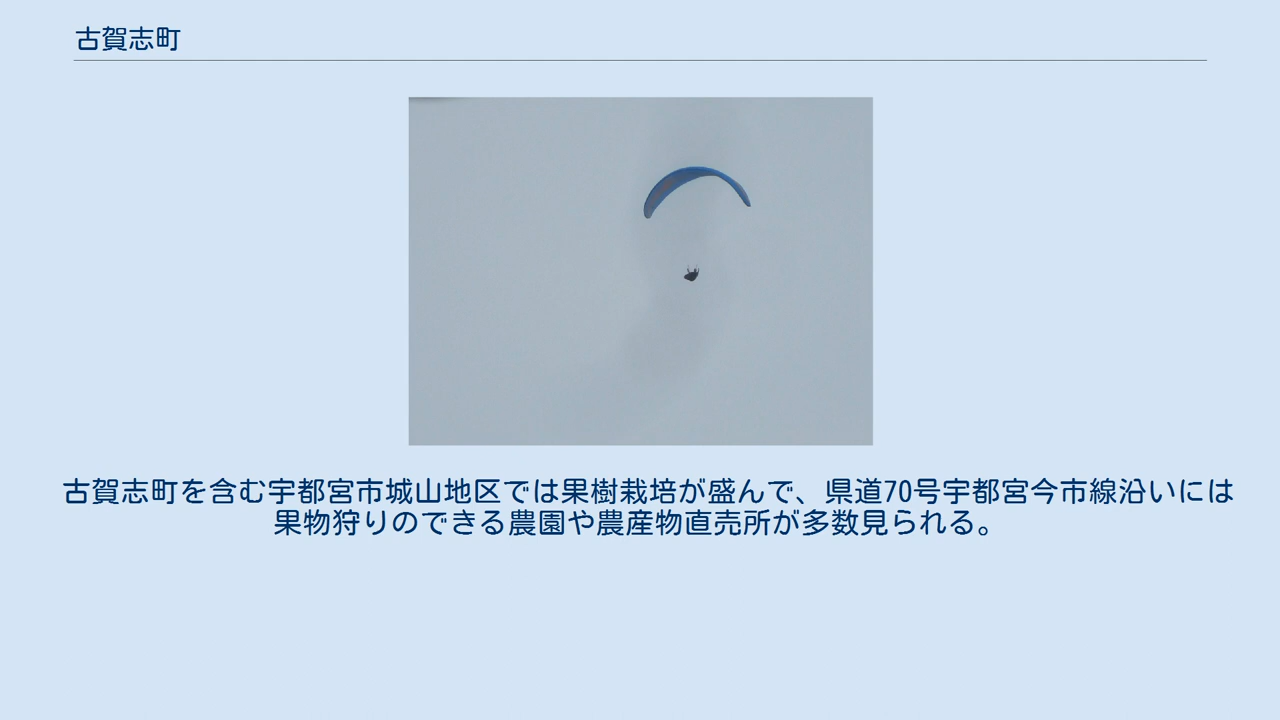 古賀志町
古賀志町を含む宇都宮市城山地区では果樹栽培が盛んで、県道70号宇都宮今市線沿いには
果物狩りのできる農園や農産物直売所が多数見られる。